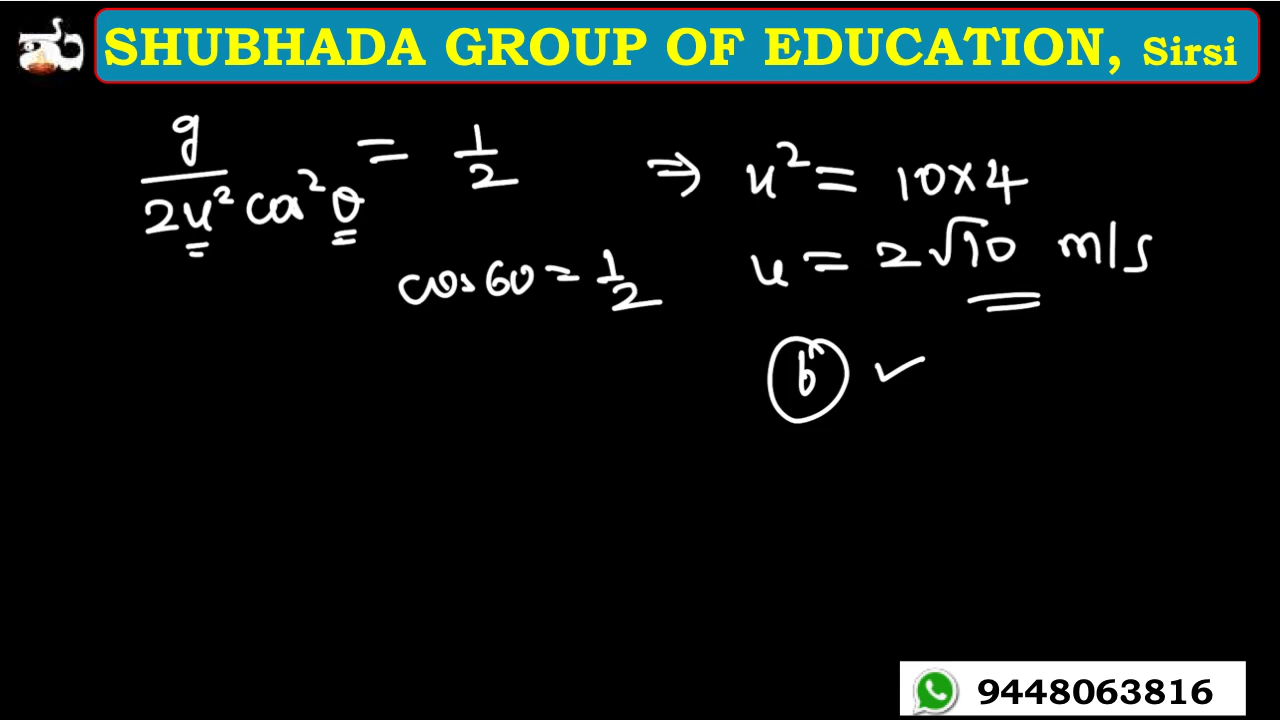 ಶು SHUBHADA GROUP OF EDUCATION, Sirsi
g / 2u² cos²θ = 1/2 ⇒ u² = 10×4
cos 60 = 1/2 u = 2√10 m/s
b ✓
9448063816